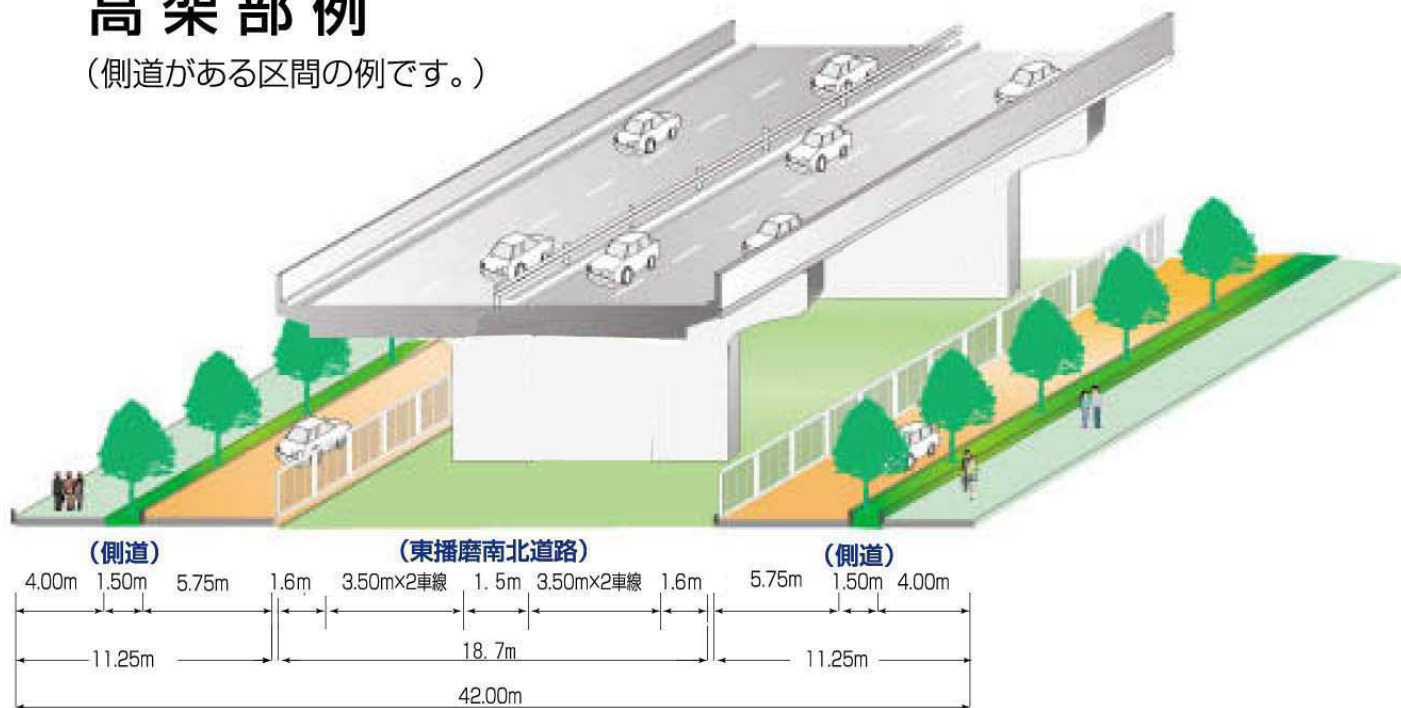 高架部例
（側道がある区間の例です。）
（側道） （東播磨南北道路） （側道）
4.00m 1.50m 5.75m 1.6m 3.50m×2車線 1.5m 3.50m×2車線 1.6m 5.75m 1.50m 4.00m
11.25m 18.7m 11.25m
42.00m